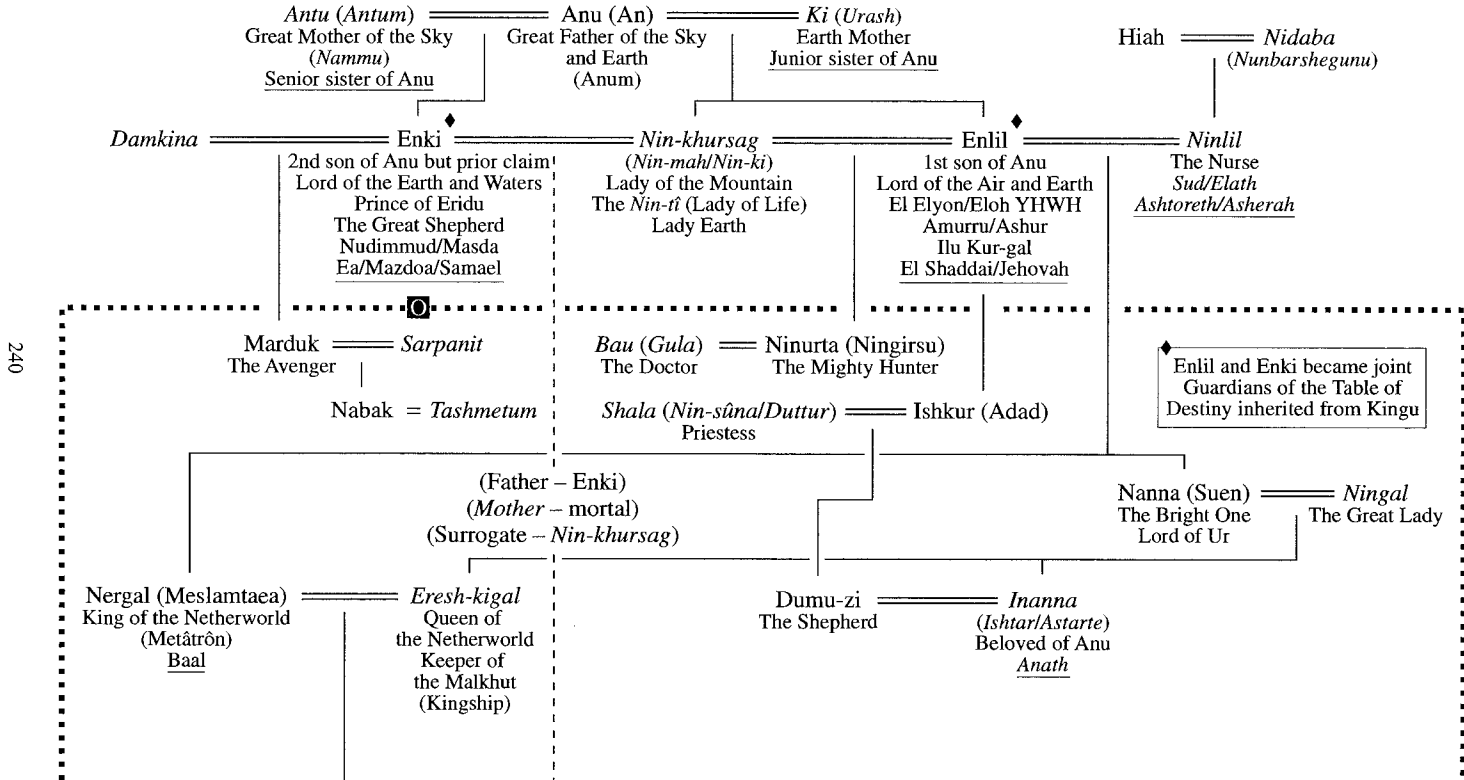 Antu (Antum)
Great Mother of the Sky
(Nammu)
Senior sister of Anu
Anu (An)
Great Father of the Sky
and Earth
(Anum)
Ki (Urash)
Earth Mother
Junior sister of Anu
Hiah
Nidaba
(Nunbarshegunu)
Damkina
Enki ♦
2nd son of Anu but prior claim
Lord of the Earth and Waters
Prince of Eridu
The Great Shepherd
Nudimmud/Masda
Ea/Mazdoa/Samael
Nin-khursag
(Nin-mah/Nin-ki)
Lady of the Mountain
The Nin-tî (Lady of Life)
Lady Earth
Enlil ♦
1st son of Anu
Lord of the Air and Earth
El Elyon/Eloh YHWH
Amurru/Ashur
Ilu Kur-gal
El Shaddai/Jehovah
Ninlil
The Nurse
Sud/Elath
Ashtoreth/Asherah
O
240
Marduk
The Avenger
Sarpanit
Bau (Gula)
The Doctor
Ninurta (Ningirsu)
The Mighty Hunter
♦
Enlil and Enki became joint
Guardians of the Table of
Destiny inherited from Kingu
Nabak = Tashmetum
Shala (Nin-sûna/Duttur)
Priestess
Ishkur (Adad)
(Father – Enki)
(Mother – mortal)
(Surrogate – Nin-khursag)
Nanna (Suen)
The Bright One
Lord of Ur
Ningal
The Great Lady
Nergal (Meslamtaea)
King of the Netherworld
(Metâtrôn)
Baal
Eresh-kigal
Queen of
the Netherworld
Keeper of
the Malkhut
(Kingship)
Dumu-zi
The Shepherd
Inanna
(Ishtar/Astarte)
Beloved of Anu
Anath